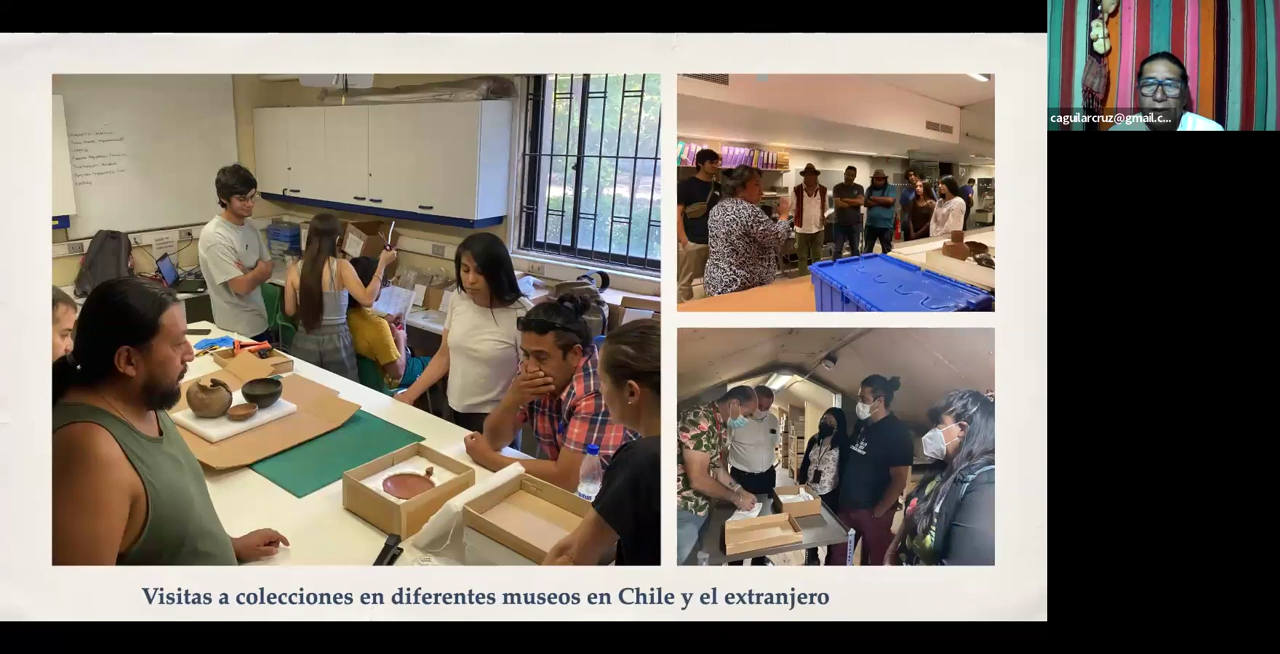 caguilarcruz@gmail.c...
Visitas a colecciones en diferentes museos en Chile y el extranjero